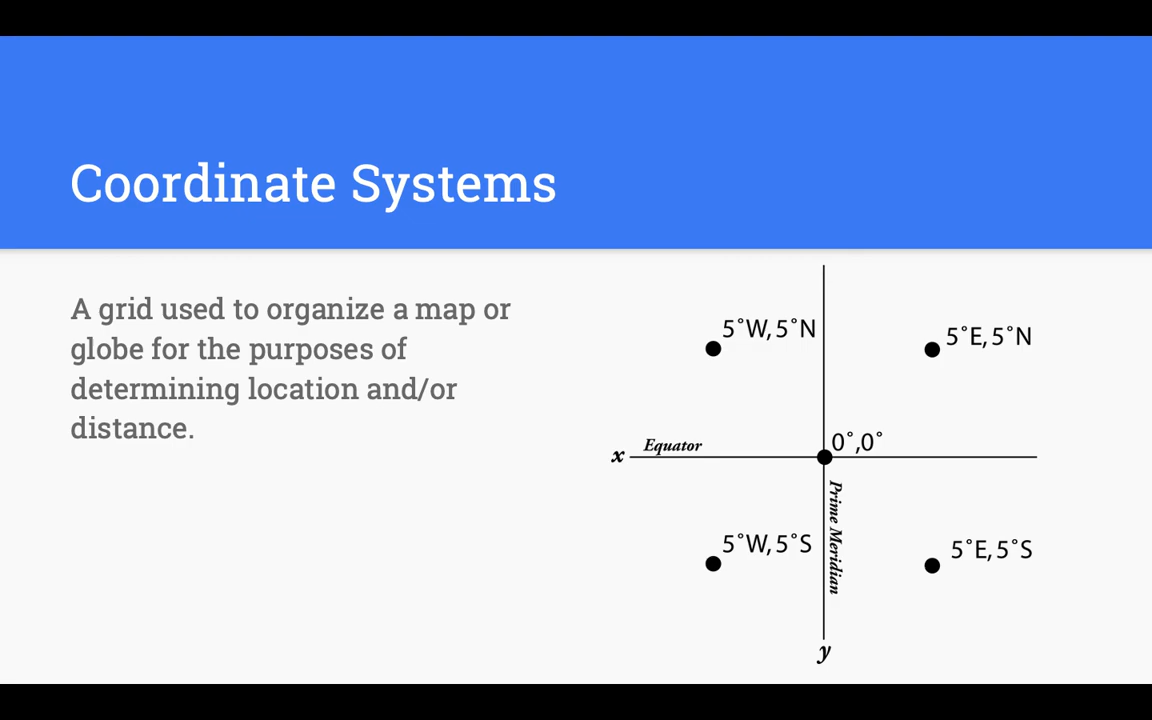 Coordinate Systems
A grid used to organize a map or
globe for the purposes of
determining location and/or
distance.
5°W,5°N
5°E,5°N
0°,0°
Equator
x
Prime Meridian
5°W,5°S
5°E,5°S
y